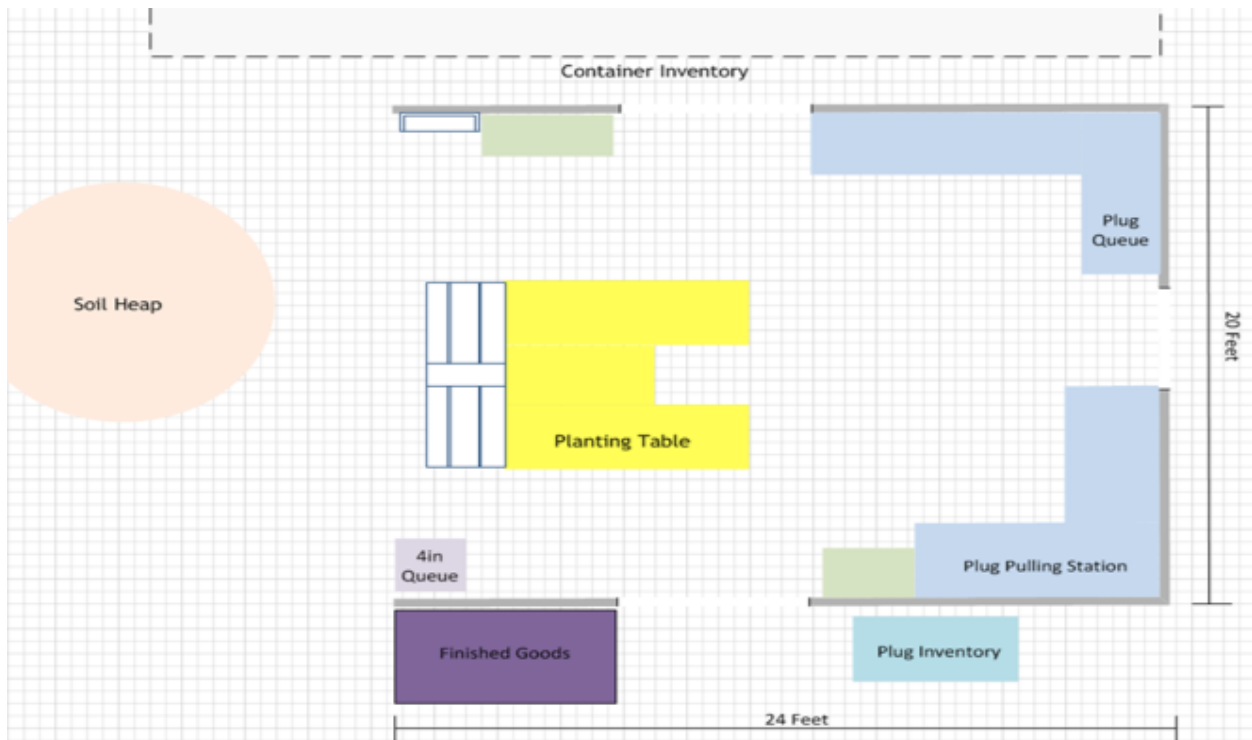 Container Inventory
Plug
Queue
Soil Heap
20 Feet
Planting Table
4in
Queue
Plug Pulling Station
Finished Goods
Plug Inventory
24 Feet